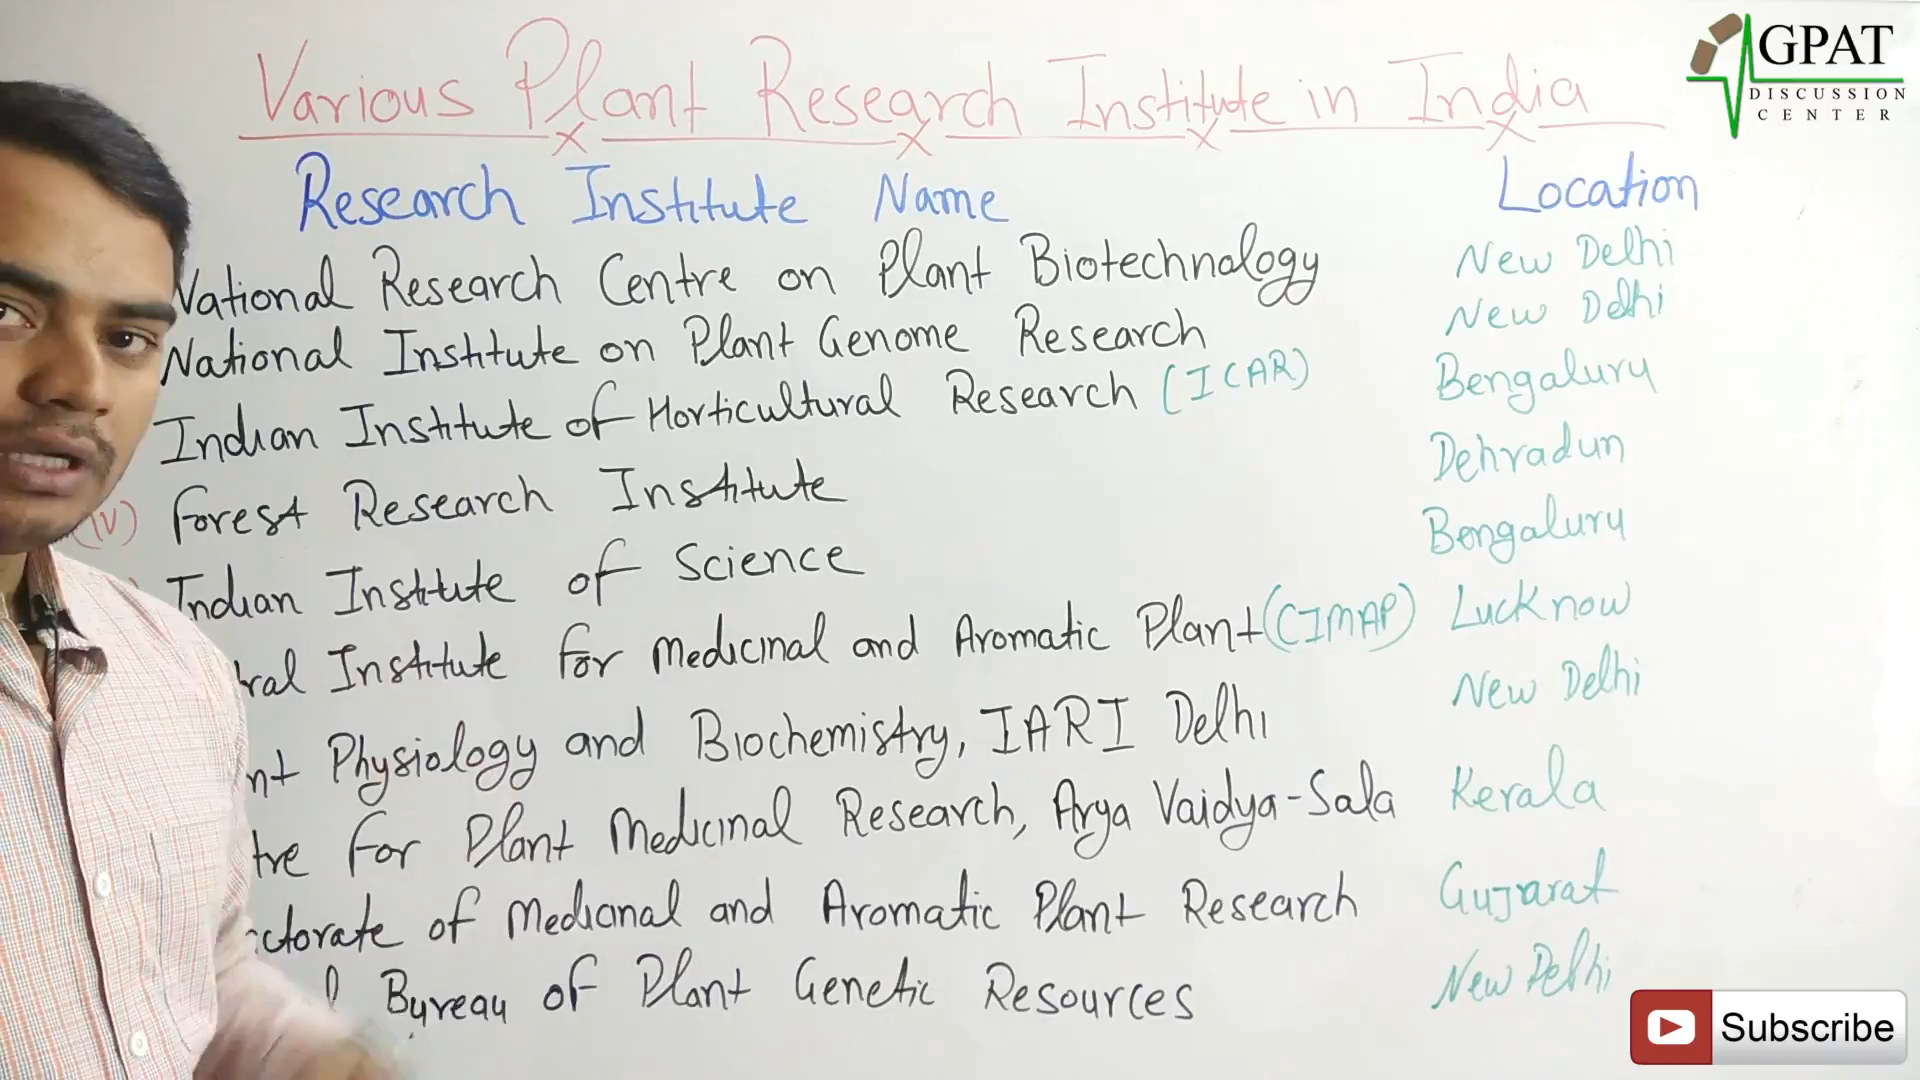 Various Plant Research Institute in India
GPAT
DISCUSSION
CENTER
Research Institute Name Location
National Research Centre on Plant Biotechnology New Delhi
National Institute on Plant Genome Research New Delhi
Indian Institute of Horticultural Research (ICAR) Bengaluru
(IV) Forest Research Institute Dehradun
Indian Institute of Science Bengaluru
tral Institute for Medicinal and Aromatic Plant (CIMAP) Lucknow
nt Physiology and Biochemistry, IARI Delhi New Delhi
tre For Plant Medicinal Research, Arya Vaidya-Sala Kerala
ctorate of Medicinal and Aromatic Plant Research Gujarat
l Bureau of Plant Genetic Resources New Delhi
Subscribe